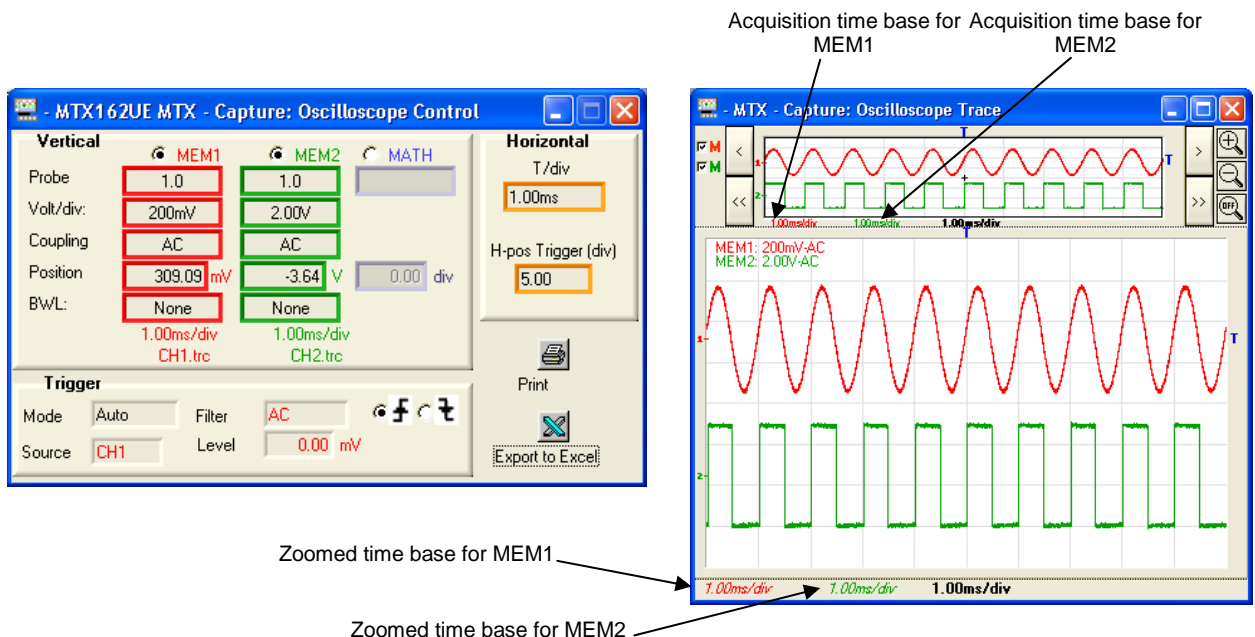 Acquisition time base for MEM1
Acquisition time base for MEM2
- MTX162UE MTX - Capture: Oscilloscope Control
Vertical
MEM1 MEM2 MATH
Probe 1.0 1.0
Volt/div: 200mV 2.00V
Coupling AC AC
Position 309.09 mV -3.64 V 0.00 div
BWL: None None
1.00ms/div 1.00ms/div
CH1.trc CH2.trc
Horizontal
T/div
1.00ms
H-pos Trigger (div)
5.00
Print
Export to Excel
Trigger
Mode Auto Filter AC
Source CH1 Level 0.00 mV
- MTX - Capture: Oscilloscope Trace
M
M
< >
<< >>
OFF
T
1-
T
2-
1.00ms/div 1.00ms/div 1.00ms/div
T
MEM1: 200mV-AC
MEM2: 2.00V-AC
1-
T
2-
1.00ms/div 1.00ms/div 1.00ms/div
Zoomed time base for MEM1
Zoomed time base for MEM2